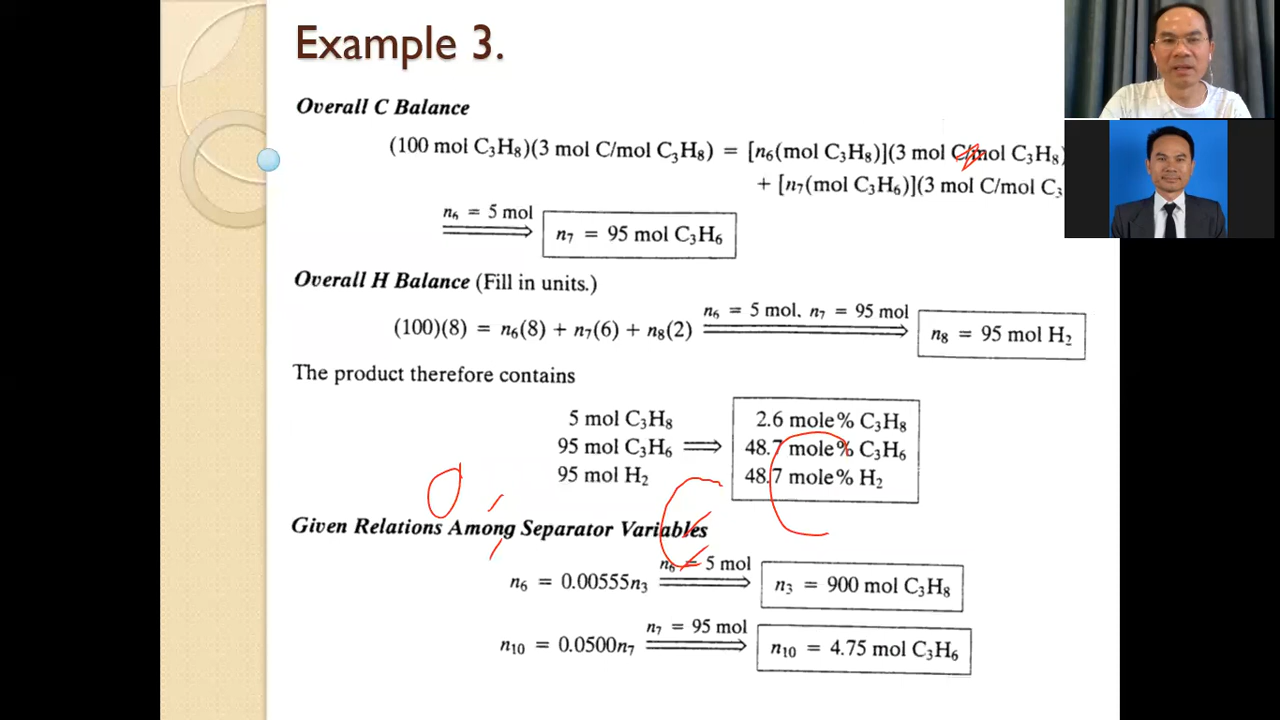 Example 3.
Overall C Balance
(100 mol C₃H₈)(3 mol C/mol C₃H₈) = [n₆(mol C₃H₈)](3 mol C/mol C₃H₈)
+ [n₇(mol C₃H₆)](3 mol C/mol C₃
n₆ = 5 mol
⟹ n₇ = 95 mol C₃H₆
Overall H Balance (Fill in units.)
n₆ = 5 mol, n₇ = 95 mol
(100)(8) = n₆(8) + n₇(6) + n₈(2) ⟹ n₈ = 95 mol H₂
The product therefore contains
5 mol C₃H₈ 2.6 mole% C₃H₈
95 mol C₃H₆ ⟹ 48.7 mole% C₃H₆
95 mol H₂ 48.7 mole% H₂
Given Relations Among Separator Variables
n₆ = 5 mol
n₆ = 0.00555n₃ ⟹ n₃ = 900 mol C₃H₈
n₇ = 95 mol
n₁₀ = 0.0500n₇ ⟹ n₁₀ = 4.75 mol C₃H₆